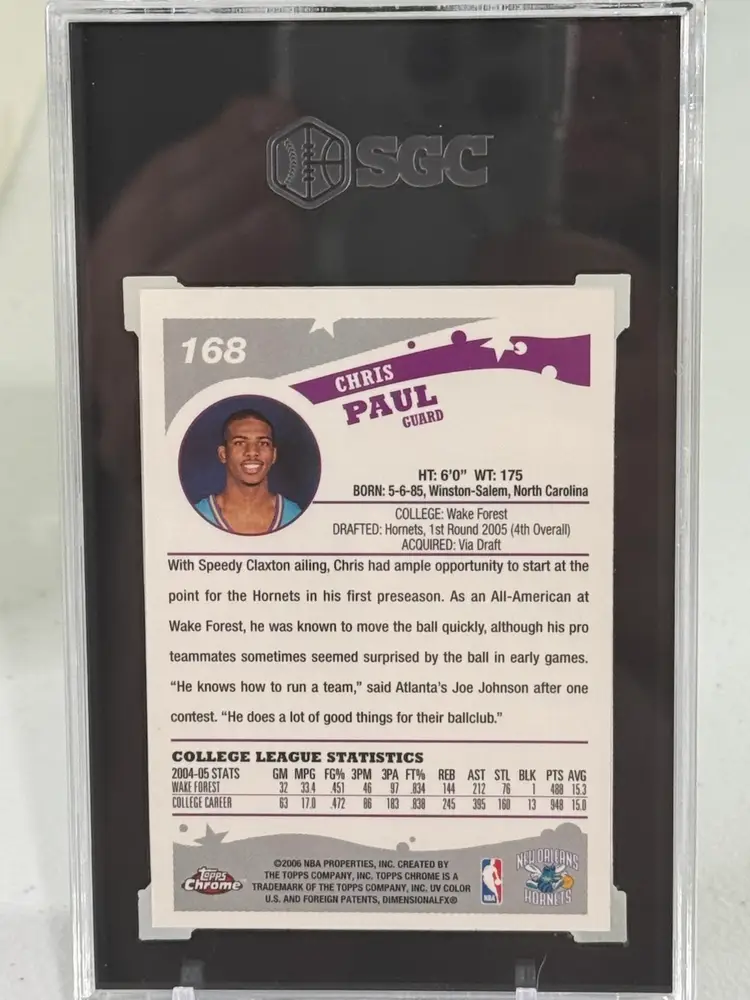 SGC
168
CHRIS
PAUL
GUARD
HT: 6'0" WT: 175
BORN: 5-6-85, Winston-Salem, North Carolina
COLLEGE: Wake Forest
DRAFTED: Hornets, 1st Round 2005 (4th Overall)
ACQUIRED: Via Draft
With Speedy Claxton ailing, Chris had ample opportunity to start at the
point for the Hornets in his first preseason. As an All-American at
Wake Forest, he was known to move the ball quickly, although his pro
teammates sometimes seemed surprised by the ball in early games.
“He knows how to run a team,” said Atlanta’s Joe Johnson after one
contest. “He does a lot of good things for their ballclub.”
COLLEGE LEAGUE STATISTICS
2004-05 STATS GM MPG FG% 3PM 3PA FT% REB AST STL BLK PTS AVG
WAKE FOREST 32 33.4 .451 46 97 .834 144 212 76 1 488 15.3
COLLEGE CAREER 63 17.0 .472 86 183 .838 245 395 160 13 948 15.0
Topps
Chrome
©2006 NBA PROPERTIES, INC. CREATED BY
THE TOPPS COMPANY, INC. TOPPS CHROME IS A
TRADEMARK OF THE TOPPS COMPANY, INC. UV COLOR
U.S. AND FOREIGN PATENTS, DIMENSIONALFX®
NBA
NEW ORLEANS
HORNETS